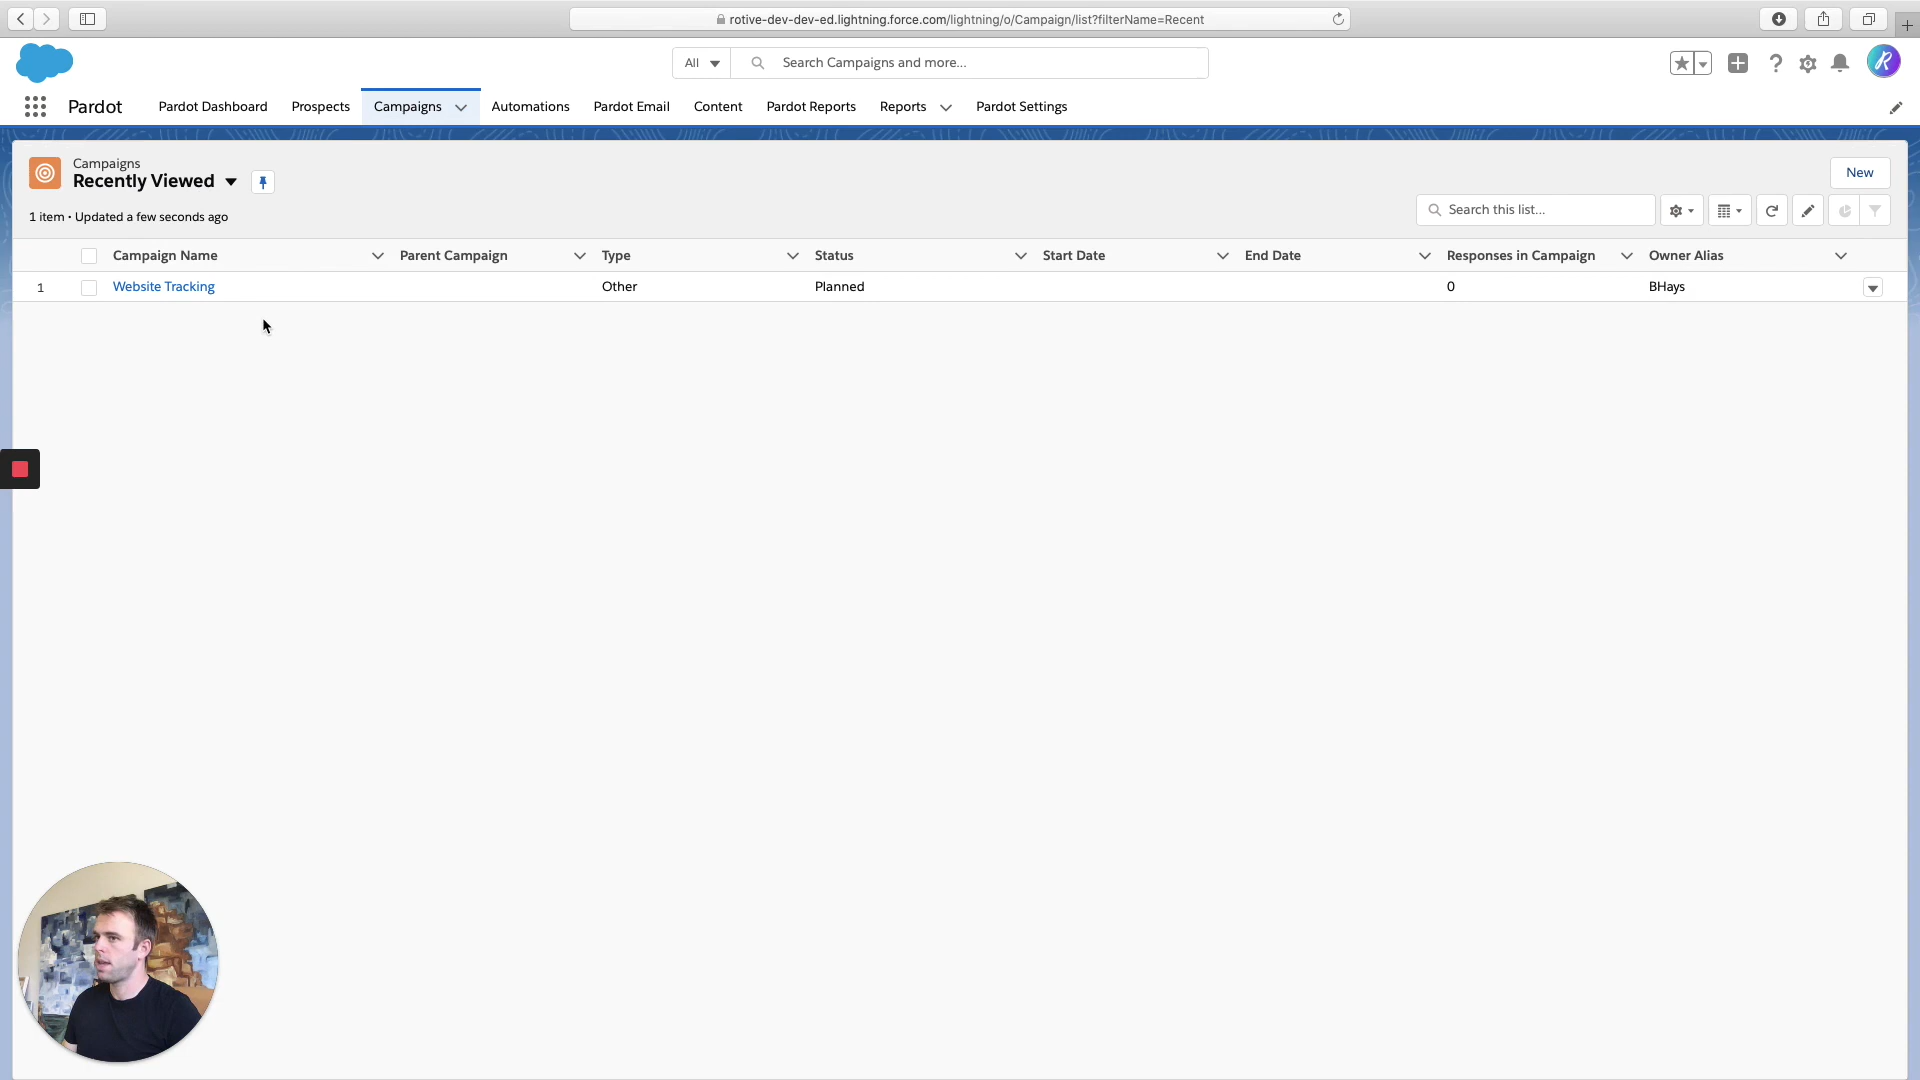 rotive-dev-dev-ed.lightning.force.com/lightning/o/Campaign/list?filterName=Recent
All
Search Campaigns and more...
Pardot
Pardot Dashboard
Prospects
Campaigns
Automations
Pardot Email
Content
Pardot Reports
Reports
Pardot Settings
Campaigns
Recently Viewed
New
1 item • Updated a few seconds ago
Search this list...
Campaign Name
Parent Campaign
Type
Status
Start Date
End Date
Responses in Campaign
Owner Alias
1
Website Tracking
Other
Planned
0
BHays